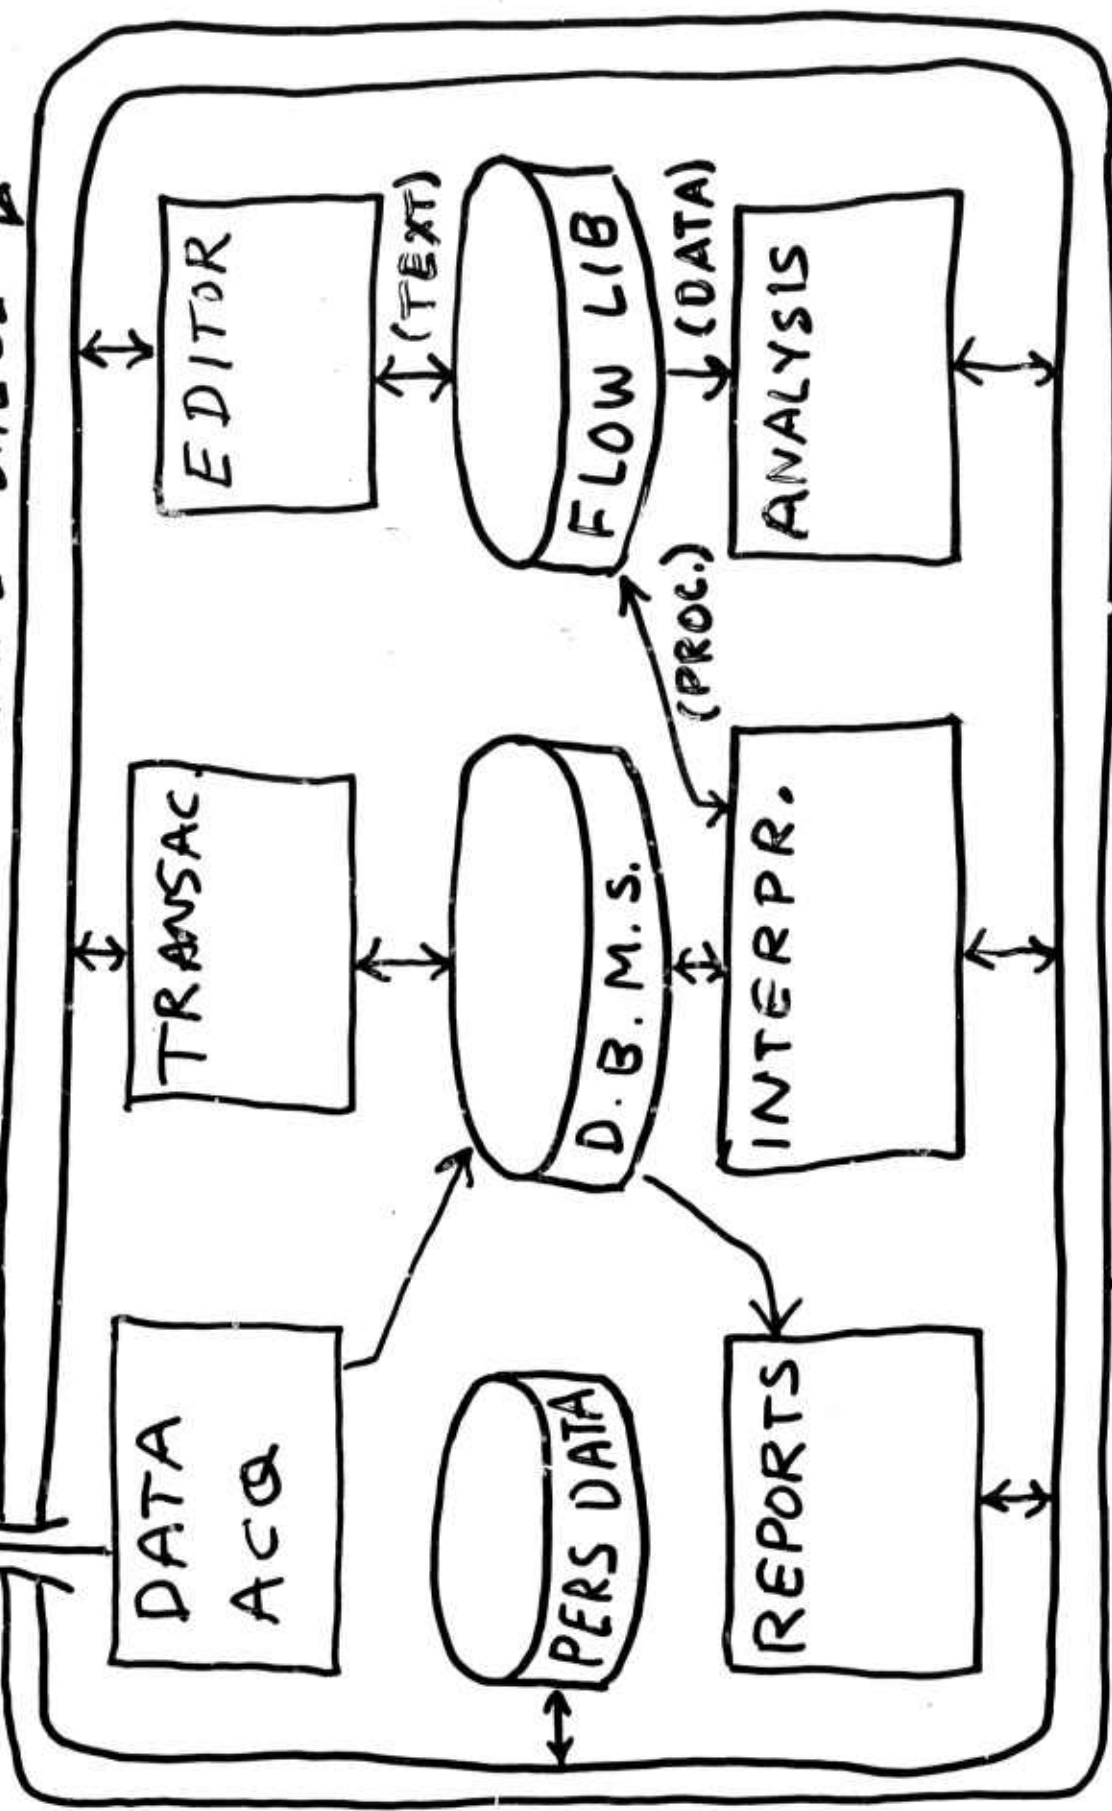 DATA
ACQ
TRANSAC.
EDITOR
(TEXT)
PERS DATA
D. B. M. S.
FLOW LIB
(PROC.)
(DATA)
REPORTS
INTERPR.
ANALYSIS